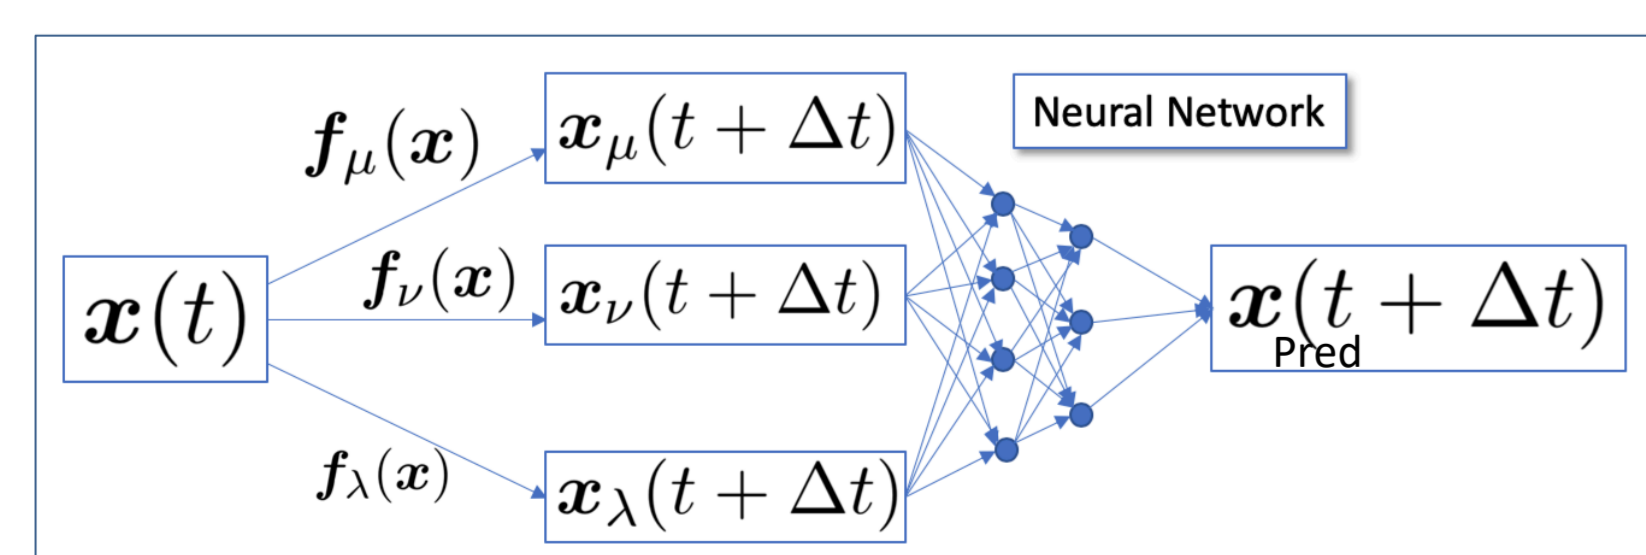 𝒙(t)
𝒇_μ(𝒙)
𝒇_ν(𝒙)
𝒇_λ(𝒙)
𝒙_μ(t + Δt)
𝒙_ν(t + Δt)
𝒙_λ(t + Δt)
Neural Network
𝒙(t + Δt)
Pred